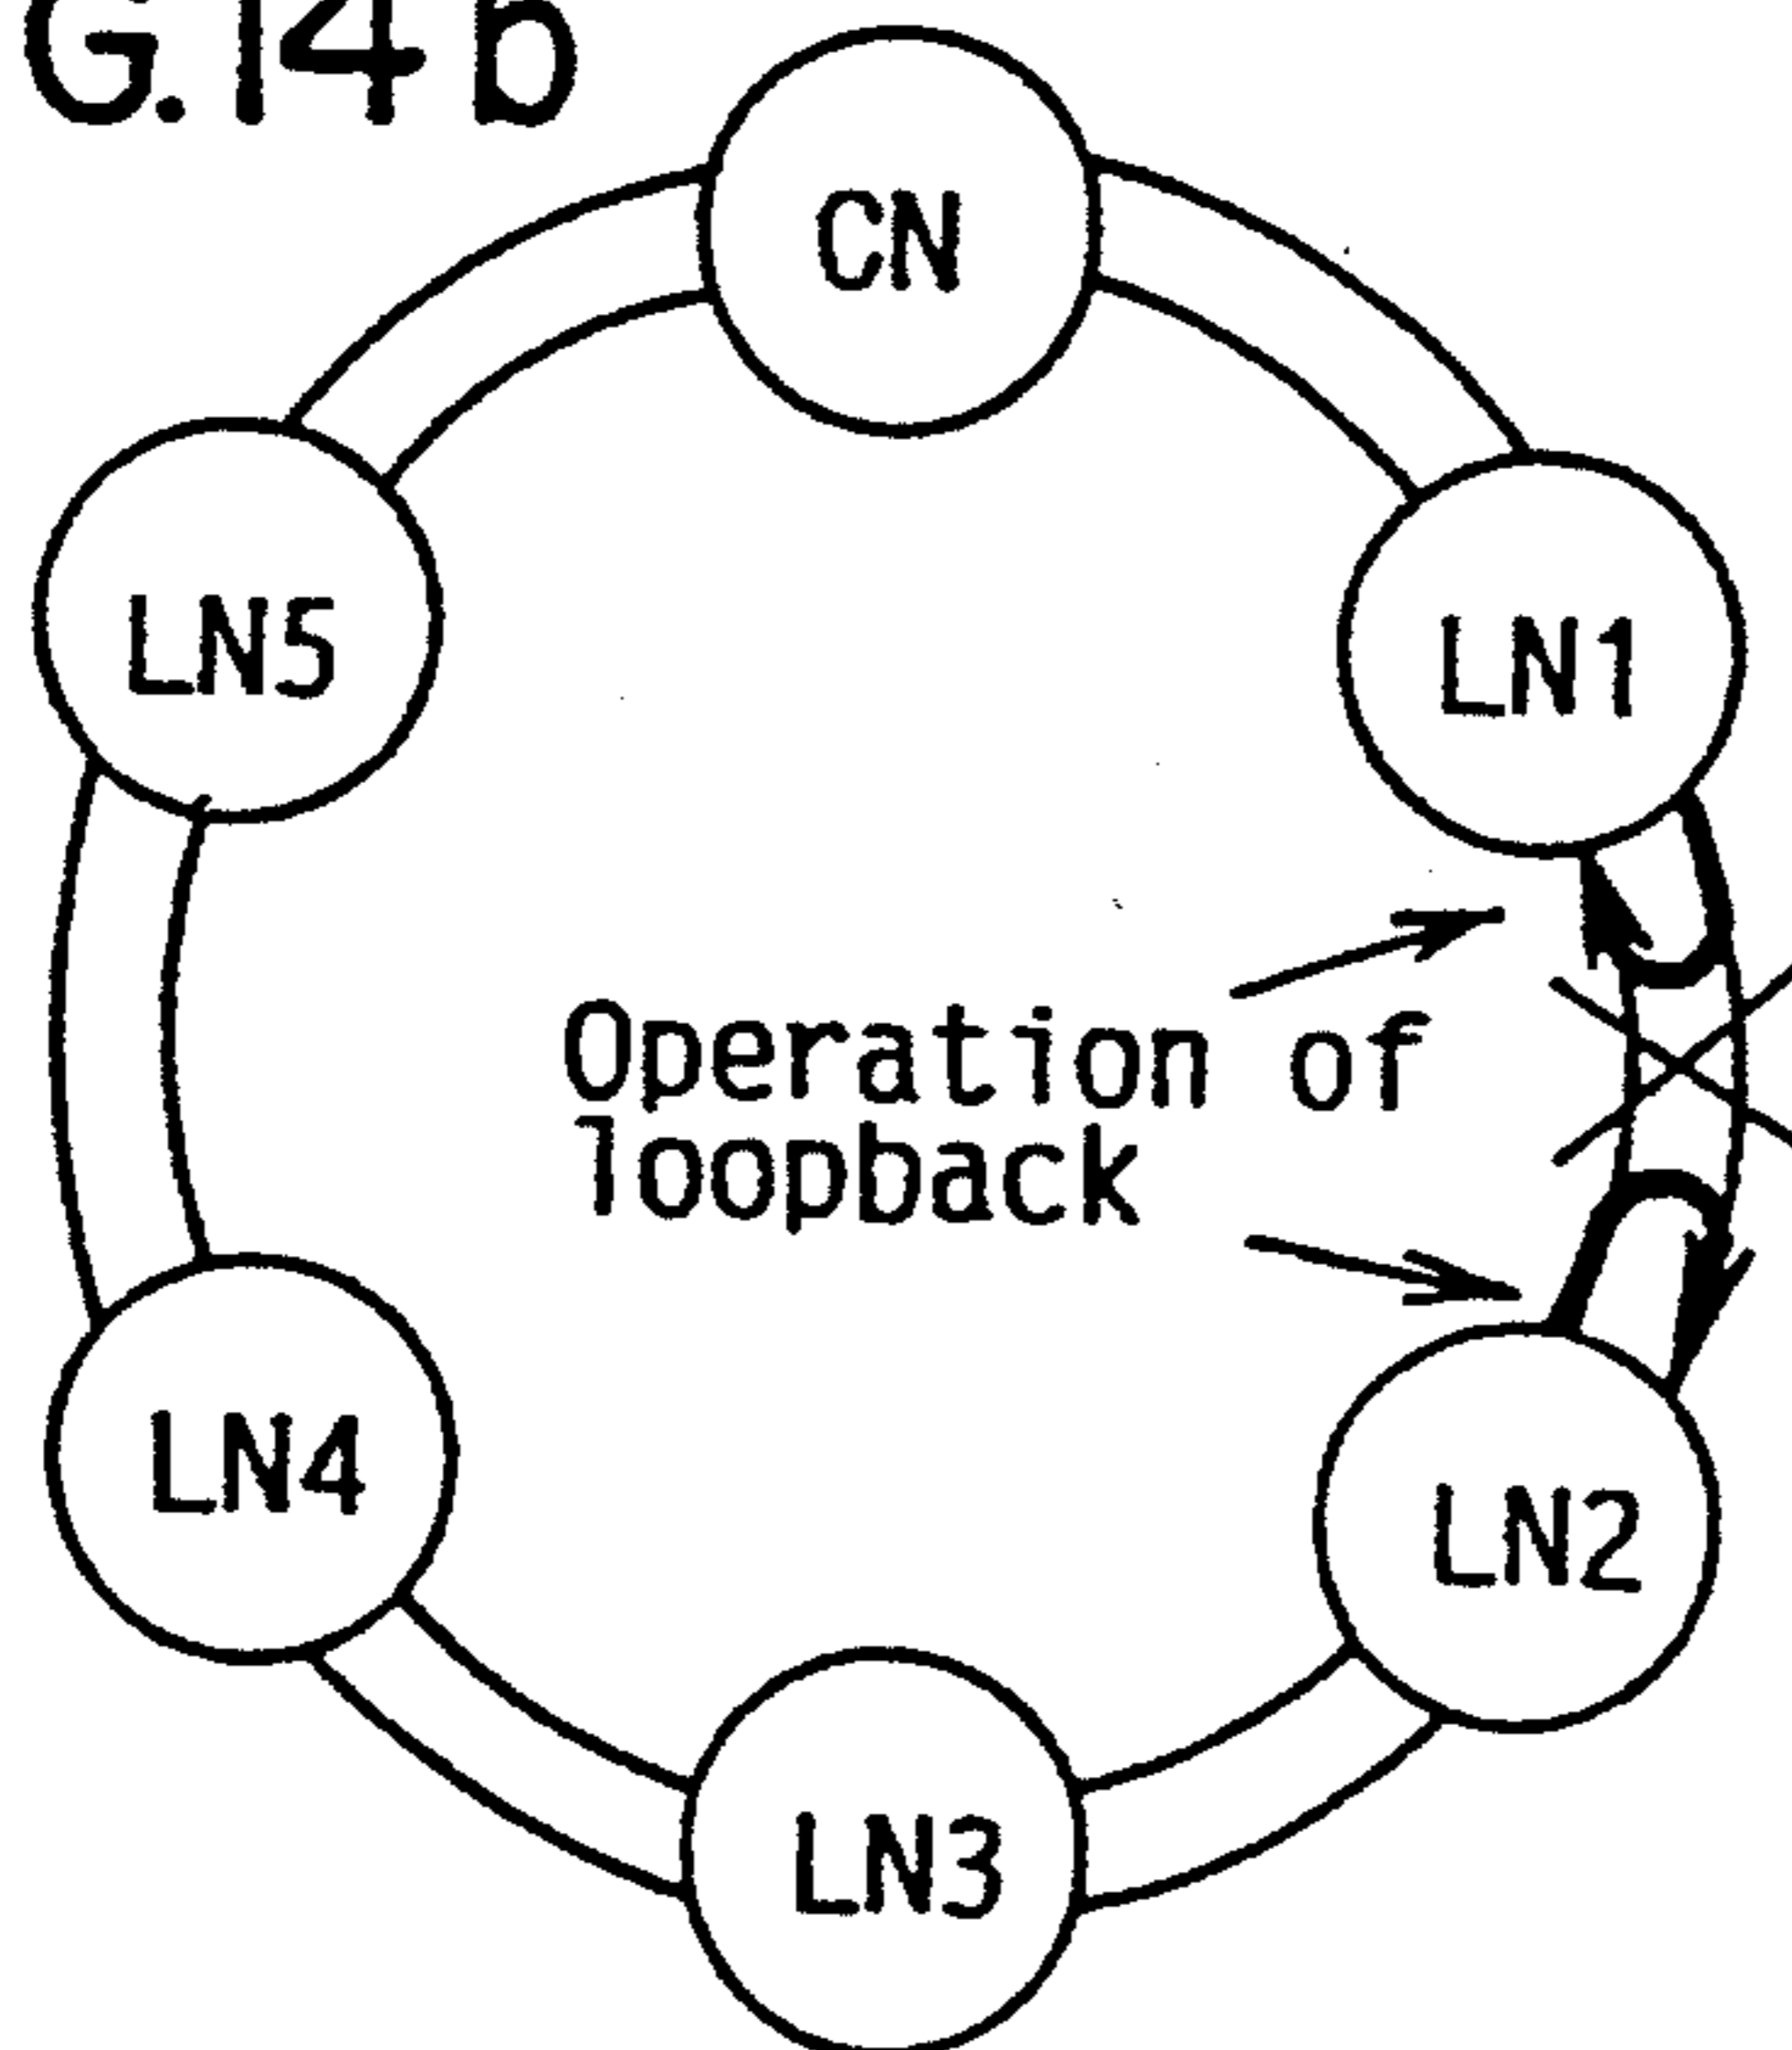 G.14b
CN
LN5
LN1
Operation of
loopback
LN4
LN2
LN3